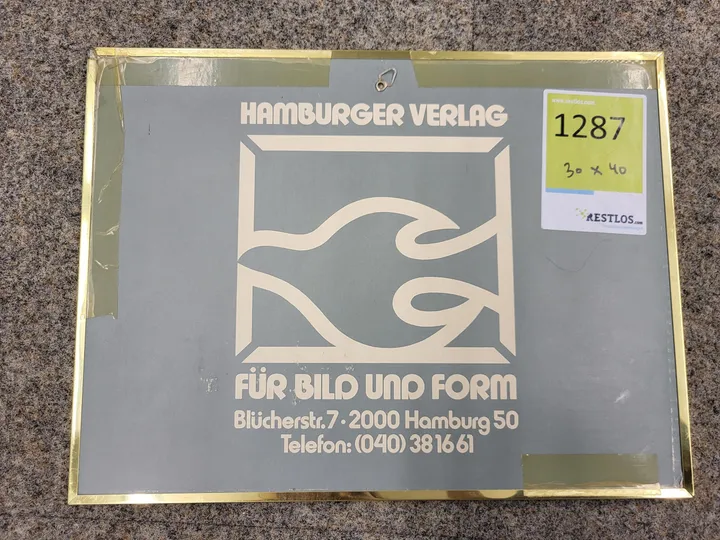 HAMBURGER VERLAG
FÜR BILD UND FORM
Blücherstr. 7 · 2000 Hamburg 50
Telefon: (040) 38 16 61
1287
30 x 40
RESTLOS.com